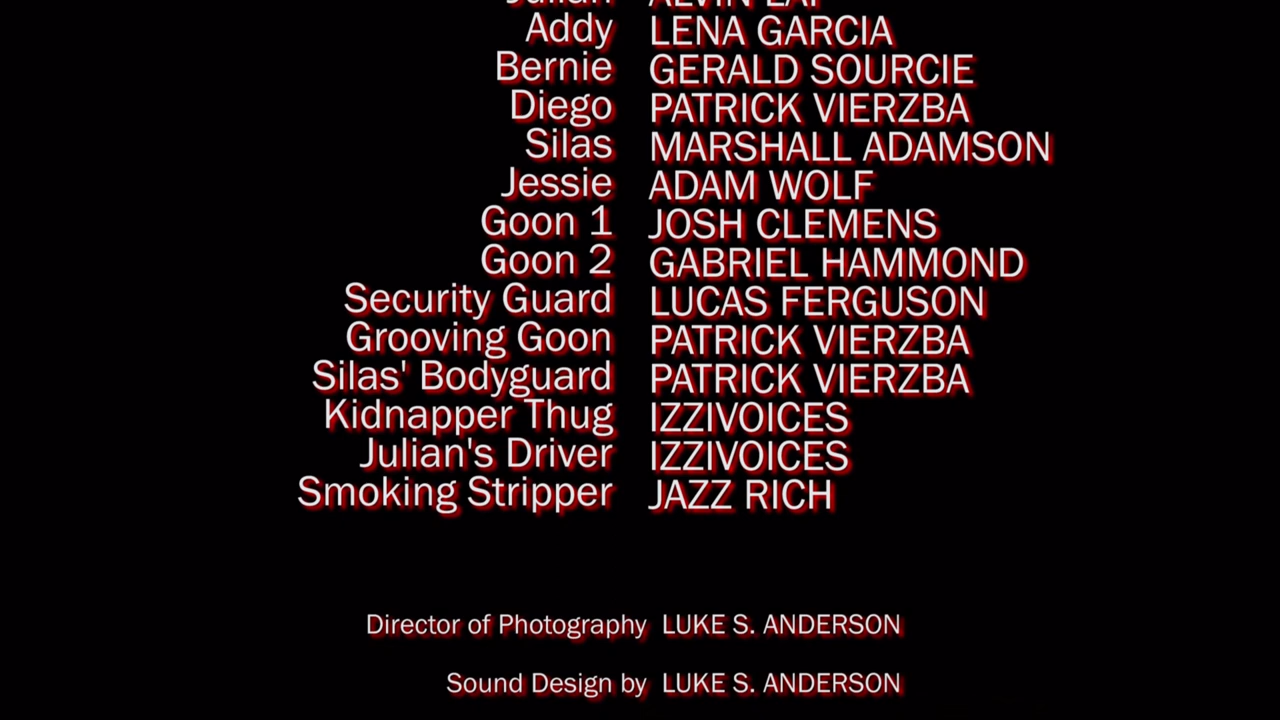 Addy LENA GARCIA
Bernie GERALD SOURCIE
Diego PATRICK VIERZBA
Silas MARSHALL ADAMSON
Jessie ADAM WOLF
Goon 1 JOSH CLEMENS
Goon 2 GABRIEL HAMMOND
Security Guard LUCAS FERGUSON
Grooving Goon PATRICK VIERZBA
Silas' Bodyguard PATRICK VIERZBA
Kidnapper Thug IZZIVOICES
Julian's Driver IZZIVOICES
Smoking Stripper JAZZ RICH
Director of Photography LUKE S. ANDERSON
Sound Design by LUKE S. ANDERSON